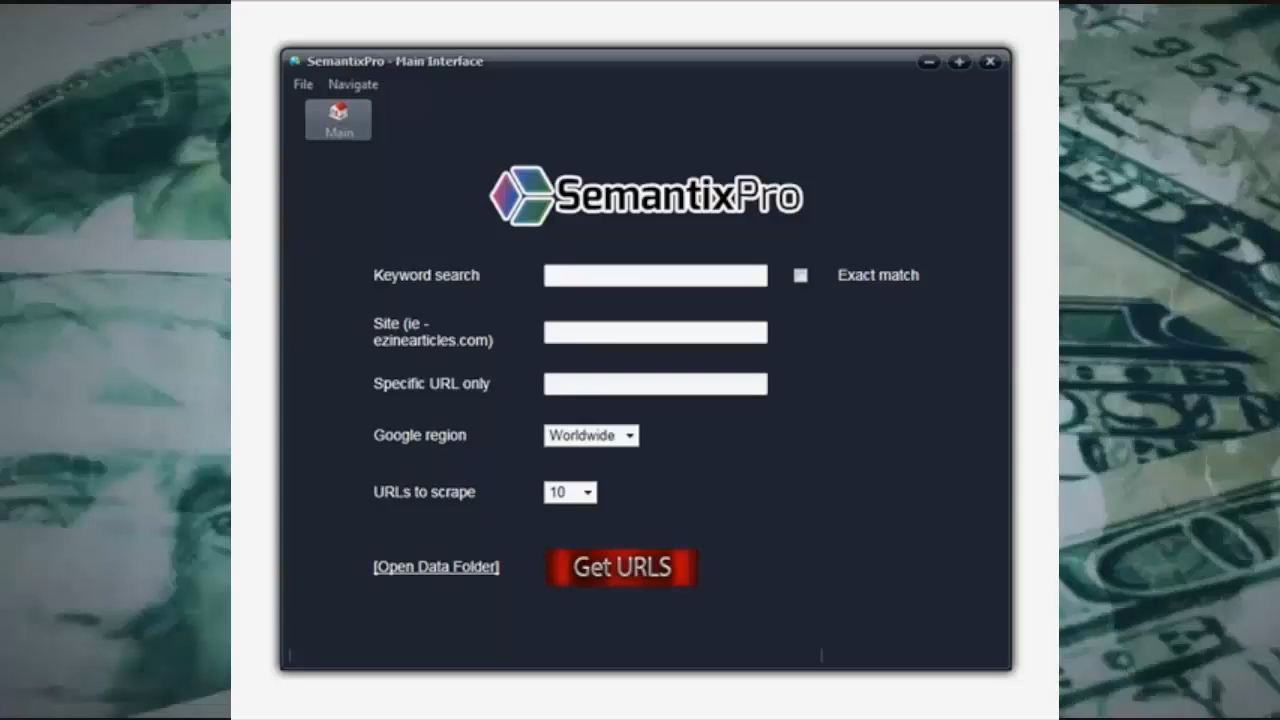 SemantixPro - Main Interface
File Navigate
Main
SemantixPro
Keyword search
Exact match
Site (ie -
ezinearticles.com)
Specific URL only
Google region
Worldwide
URLs to scrape
10
[Open Data Folder]
Get URLS
955